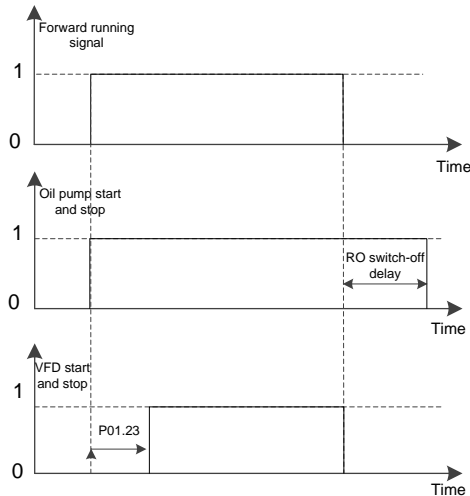 Forward running
signal
1
0
Time
Oil pump start
and stop
1
RO switch-off
delay
0
Time
VFD start
and stop
1
P01.23
0
Time